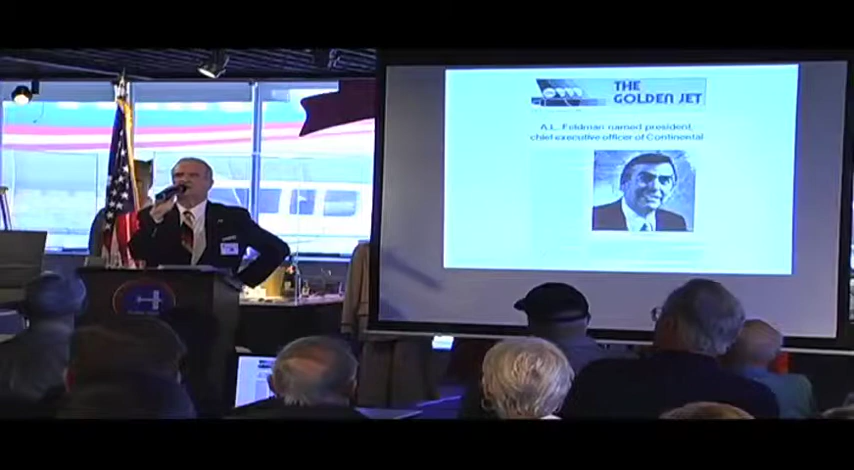 THE
GOLDEN JET
A.L. Feldman named president,
chief executive officer of Continental